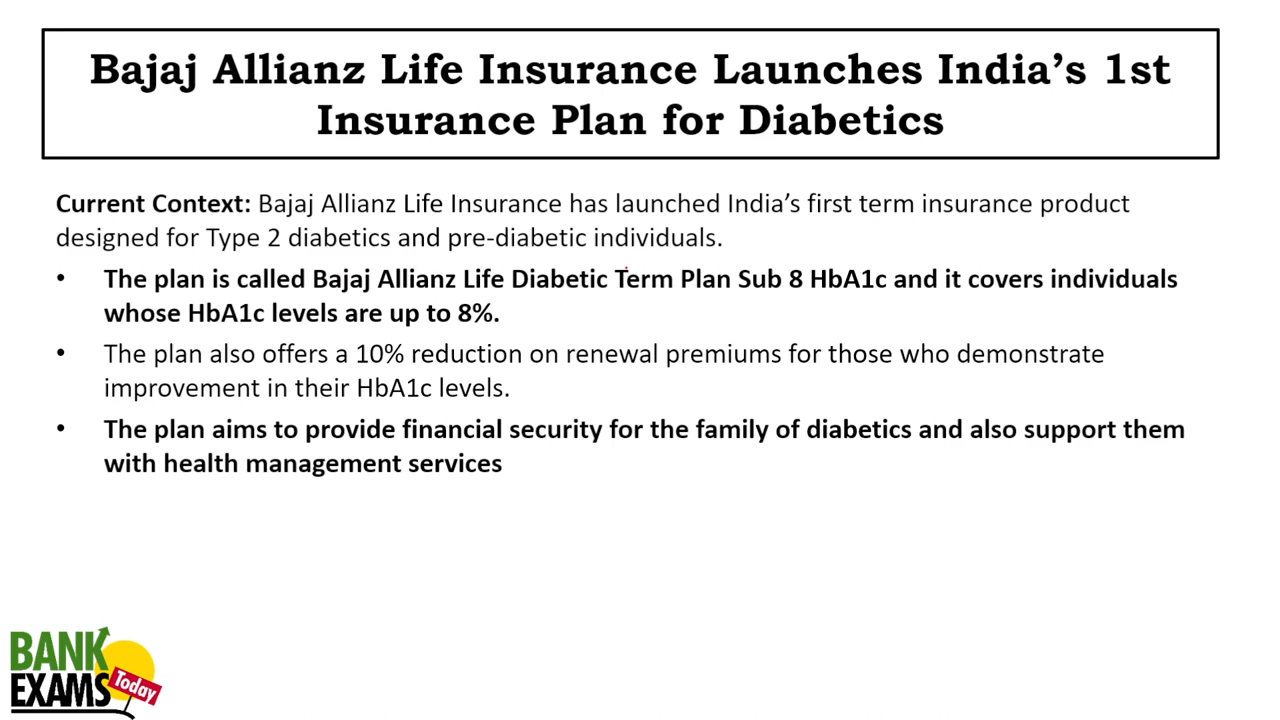 Bajaj Allianz Life Insurance Launches India’s 1st
Insurance Plan for Diabetics
Current Context: Bajaj Allianz Life Insurance has launched India’s first term insurance product
designed for Type 2 diabetics and pre-diabetic individuals.
• The plan is called Bajaj Allianz Life Diabetic Term Plan Sub 8 HbA1c and it covers individuals
whose HbA1c levels are up to 8%.
• The plan also offers a 10% reduction on renewal premiums for those who demonstrate
improvement in their HbA1c levels.
• The plan aims to provide financial security for the family of diabetics and also support them
with health management services
BANK
EXAMS
Today